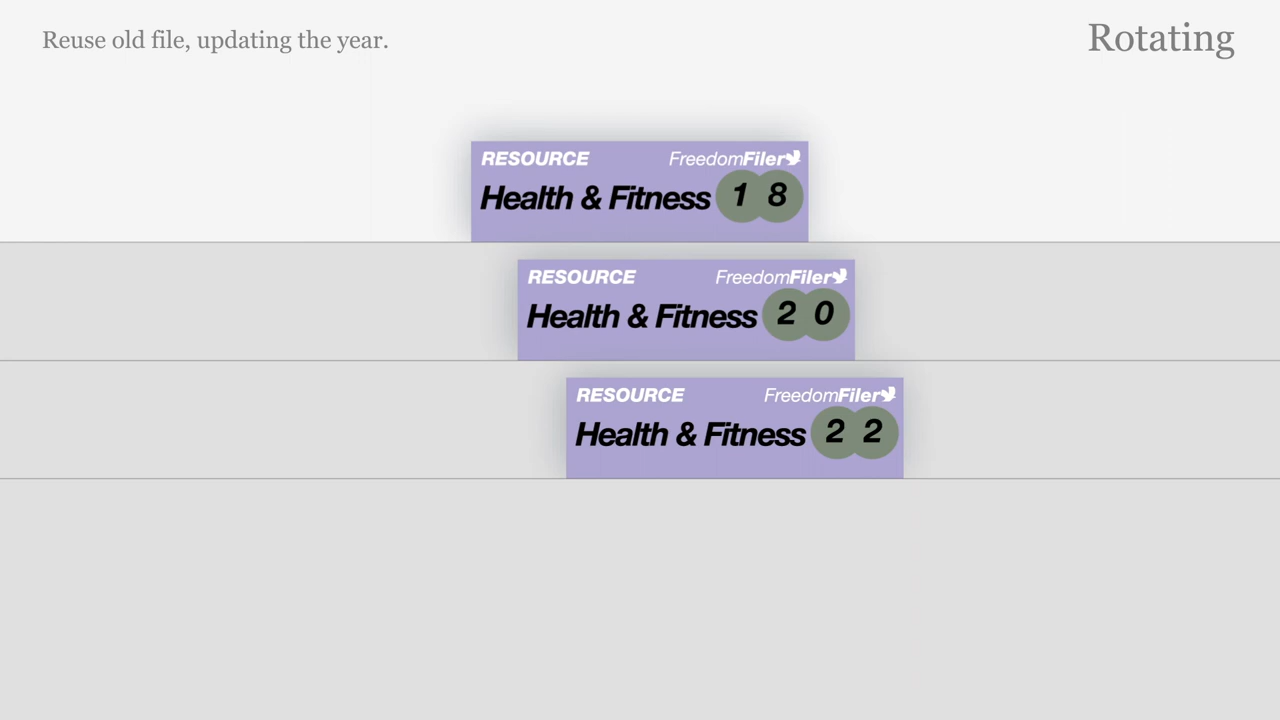 Reuse old file, updating the year.
Rotating
RESOURCE FreedomFiler
Health & Fitness 1 8
RESOURCE FreedomFiler
Health & Fitness 2 0
RESOURCE FreedomFiler
Health & Fitness 2 2